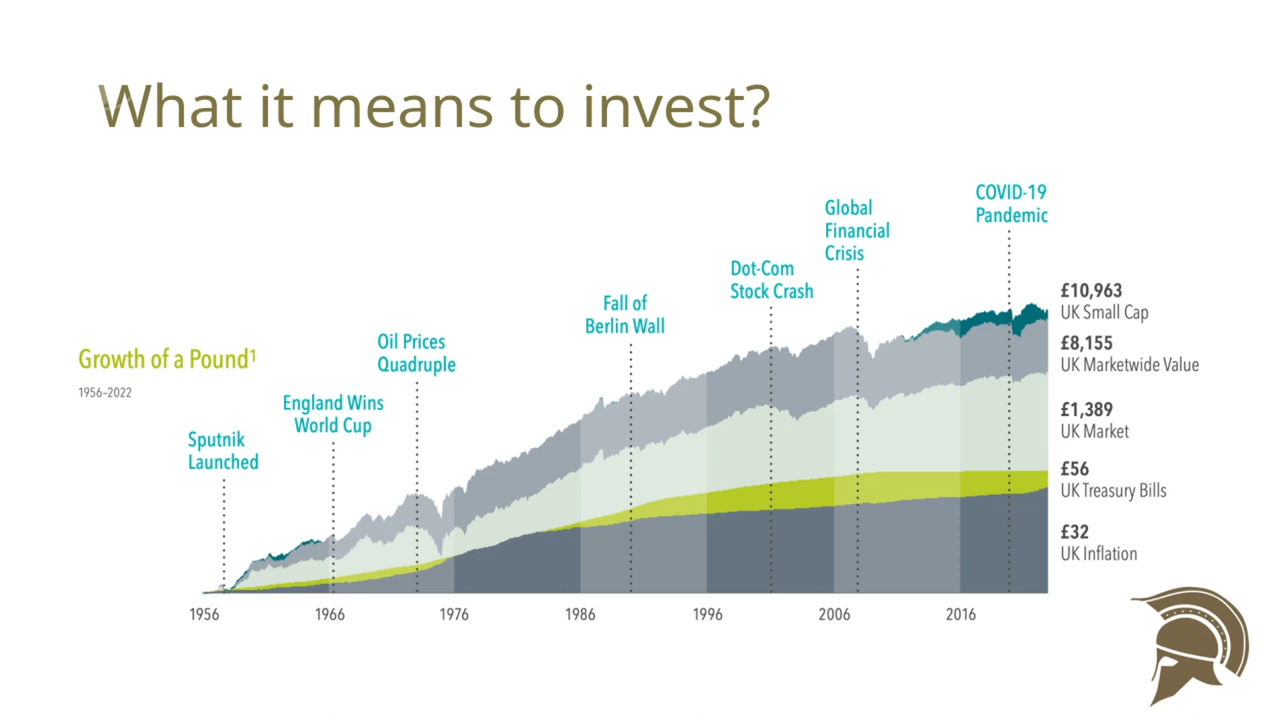 What it means to invest?
COVID-19
Pandemic
Global
Financial
Crisis
Dot-Com
Stock Crash
Fall of
Berlin Wall
Oil Prices
Quadruple
England Wins
World Cup
Sputnik
Launched
Growth of a Pound¹
1956–2022
£10,963
UK Small Cap
£8,155
UK Marketwide Value
£1,389
UK Market
£56
UK Treasury Bills
£32
UK Inflation
1956 1966 1976 1986 1996 2006 2016